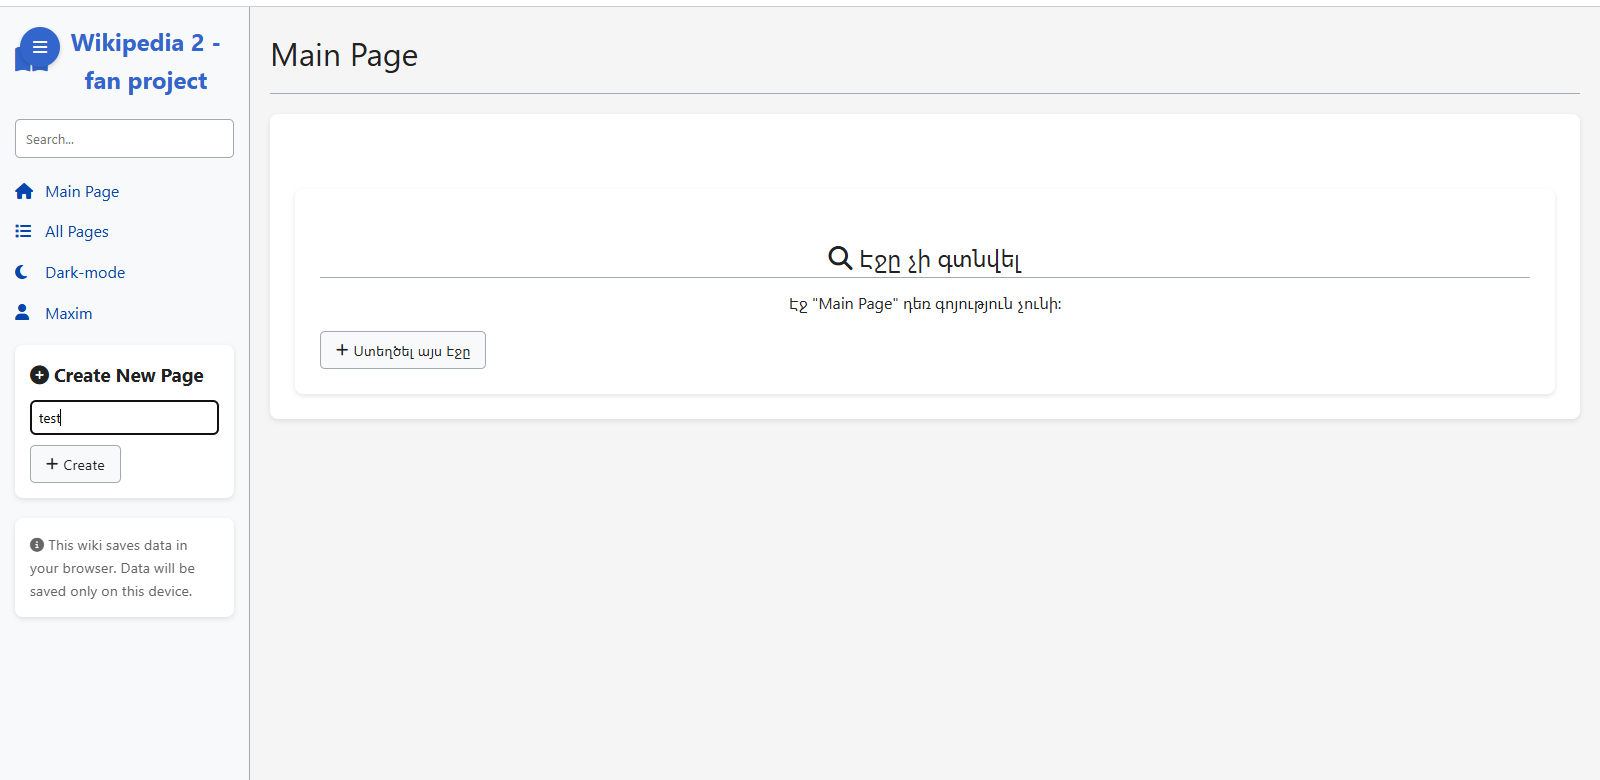 Wikipedia 2 -
fan project
Search...
Main Page
All Pages
Dark-mode
Maxim
Create New Page
test
Create
This wiki saves data in
your browser. Data will be
saved only on this device.
Main Page
Էջը չի գտնվել
Էջ "Main Page" դեռ գոյություն չունի:
Ստեղծել այս էջը